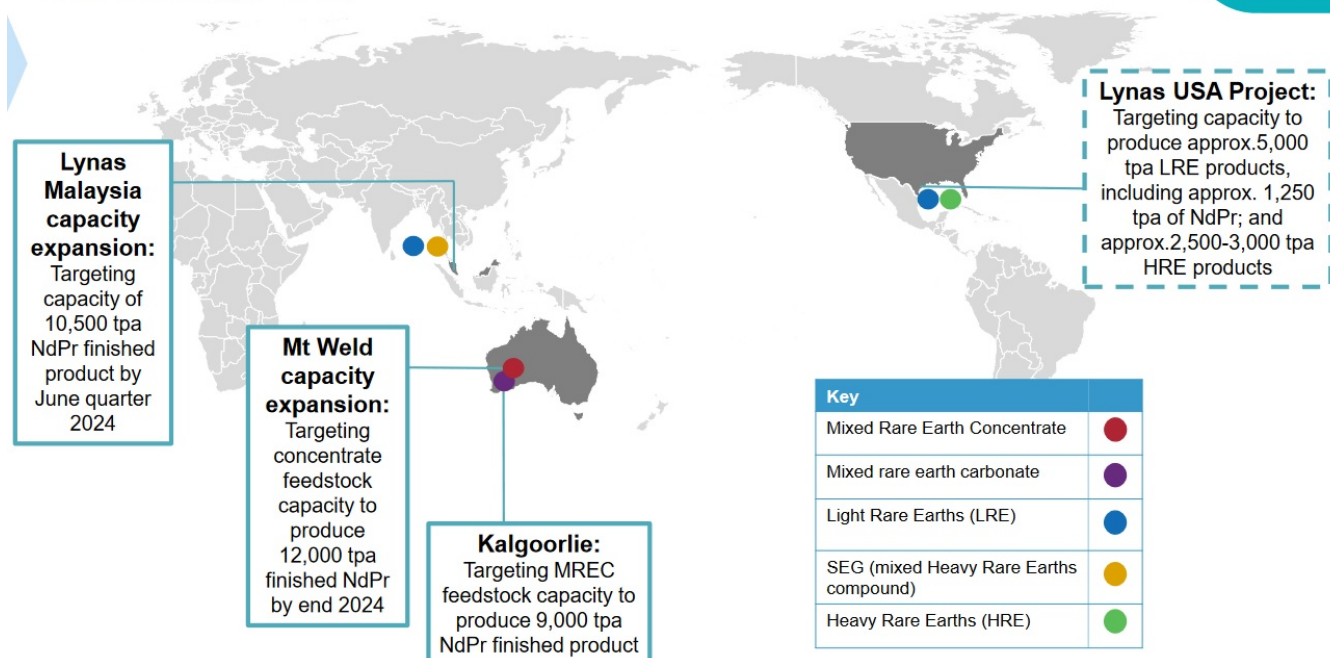 Lynas
Malaysia
capacity
expansion:
Targeting
capacity of
10,500 tpa
NdPr finished
product by
June quarter
2024
Mt Weld
capacity
expansion:
Targeting
concentrate
feedstock
capacity to
produce
12,000 tpa
finished NdPr
by end 2024
Kalgoorlie:
Targeting MREC
feedstock capacity to
produce 9,000 tpa
NdPr finished product
Lynas USA Project:
Targeting capacity to
produce approx.5,000
tpa LRE products,
including approx. 1,250
tpa of NdPr; and
approx.2,500-3,000 tpa
HRE products
Key
Mixed Rare Earth Concentrate
Mixed rare earth carbonate
Light Rare Earths (LRE)
SEG (mixed Heavy Rare Earths
compound)
Heavy Rare Earths (HRE)